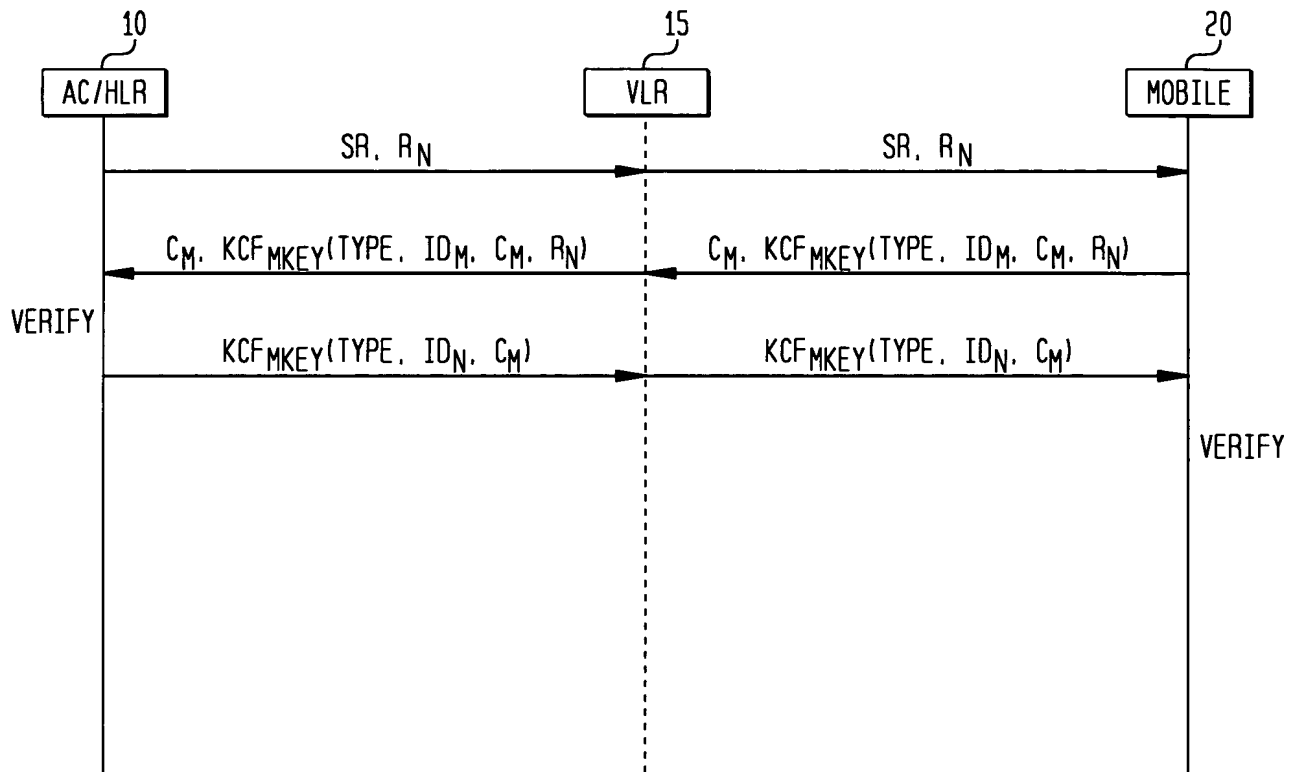 10 15 20
AC/HLR VLR MOBILE
SR, R_N SR, R_N
C_M, KCF_MKEY(TYPE, ID_M, C_M, R_N) C_M, KCF_MKEY(TYPE, ID_M, C_M, R_N)
VERIFY
KCF_MKEY(TYPE, ID_N, C_M) KCF_MKEY(TYPE, ID_N, C_M)
VERIFY